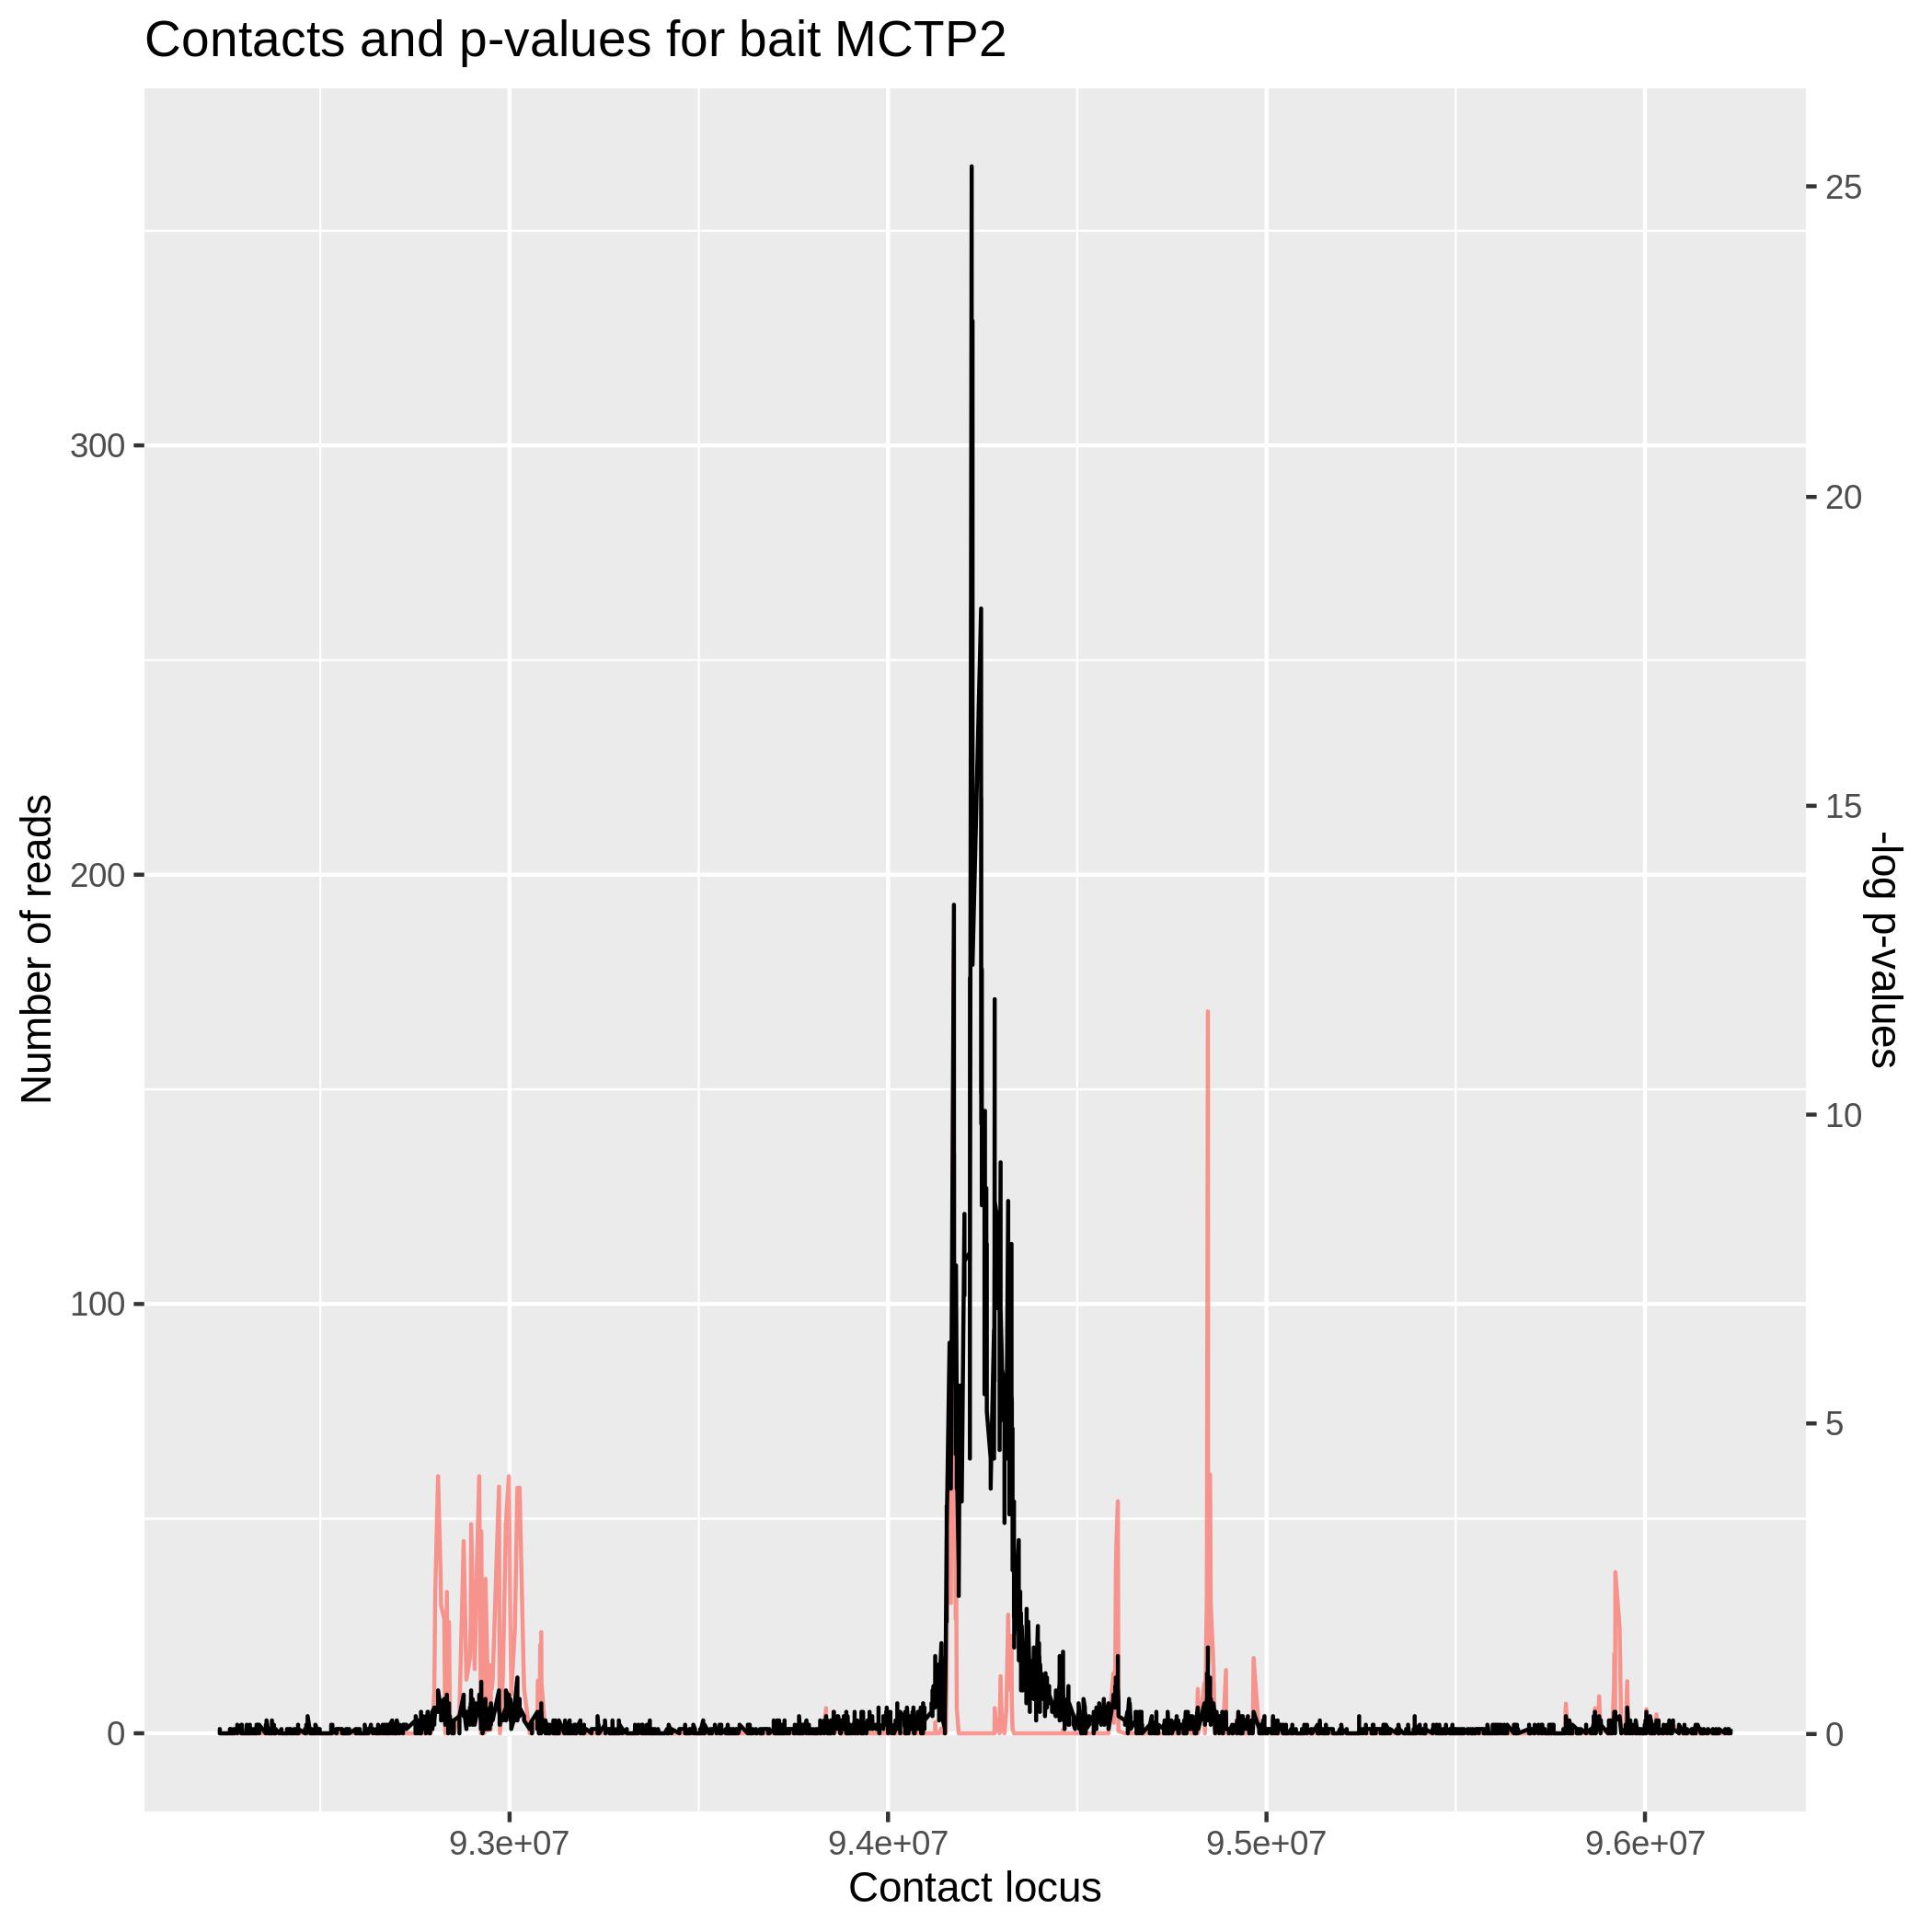 Contacts and p-values for bait MCTP2
Number of reads
300
200
100
0
25
20
15
10
5
0
-log p-values
9.3e+07
9.4e+07
9.5e+07
9.6e+07
Contact locus